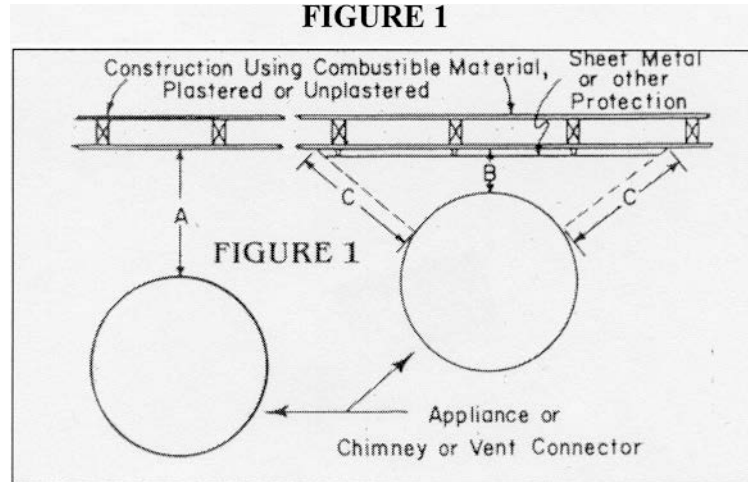 FIGURE 1
Construction Using Combustible Material,
Plastered or Unplastered
Sheet Metal
or other
Protection
A
B
C
C
FIGURE 1
Appliance or
Chimney or Vent Connector